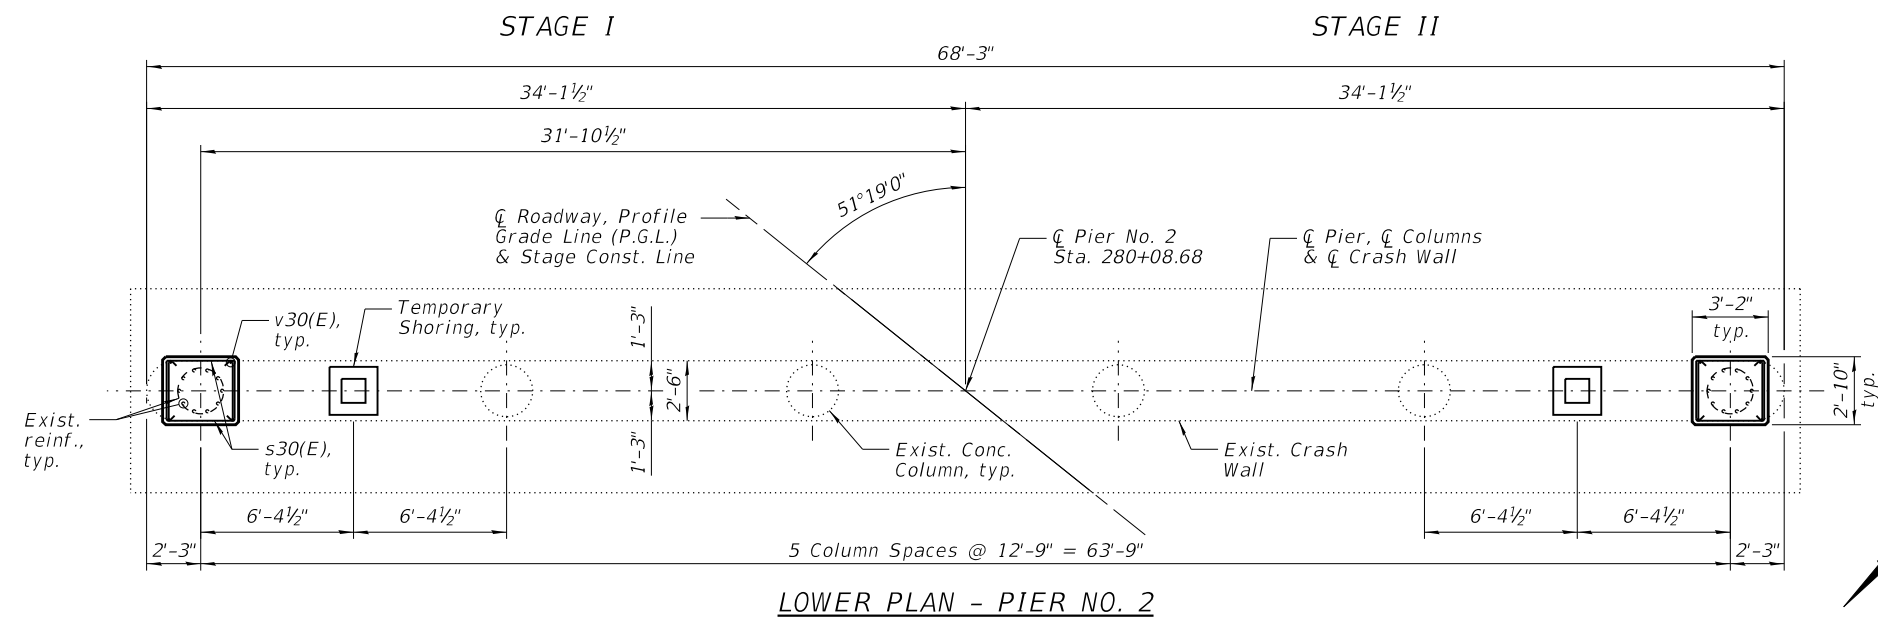 STAGE I
STAGE II
68'-3"
34'-1½"
34'-1½"
31'-10½"
51°19'0"
℄ Roadway, Profile
Grade Line (P.G.L.)
& Stage Const. Line
℄ Pier No. 2
Sta. 280+08.68
℄ Pier, ℄ Columns
& ℄ Crash Wall
v30(E),
typ.
Temporary
Shoring, typ.
1'-3"
2'-6"
1'-3"
3'-2"
typ.
2'-10"
typ.
Exist.
reinf.,
typ.
s30(E),
typ.
Exist. Conc.
Column, typ.
Exist. Crash
Wall
6'-4½"
6'-4½"
6'-4½"
6'-4½"
2'-3"
5 Column Spaces @ 12'-9" = 63'-9"
2'-3"
LOWER PLAN - PIER NO. 2